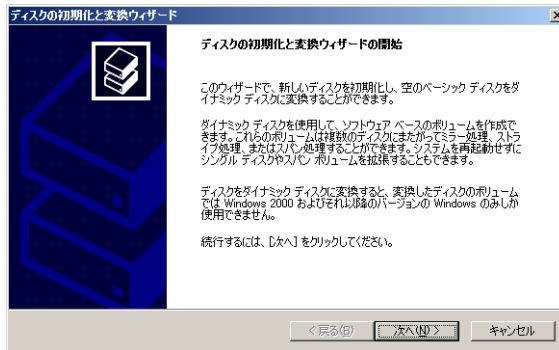 ディスクの初期化と変換ウィザード
ディスクの初期化と変換ウィザードの開始
このウィザードで、新しいディスクを初期化し、空のベーシック ディスクをダ
イナミック ディスクに変換することができます。
ダイナミック ディスクを使用して、ソフトウェア ベースのボリュームを作成で
きます。これらのボリュームは複数のディスクにまたがってミラー処理、ストラ
イプ処理、またはスパン処理することができます。システムを再起動せずに
シングル ディスクやスパン ボリュームを拡張することもできます。
ディスクをダイナミック ディスクに変換すると、変換したディスクのボリューム
では Windows 2000 およびそれ以降のバージョンの Windows のみしか
使用できません。
続行するには、[次へ] をクリックしてください。
< 戻る(B) 次へ(N) > キャンセル